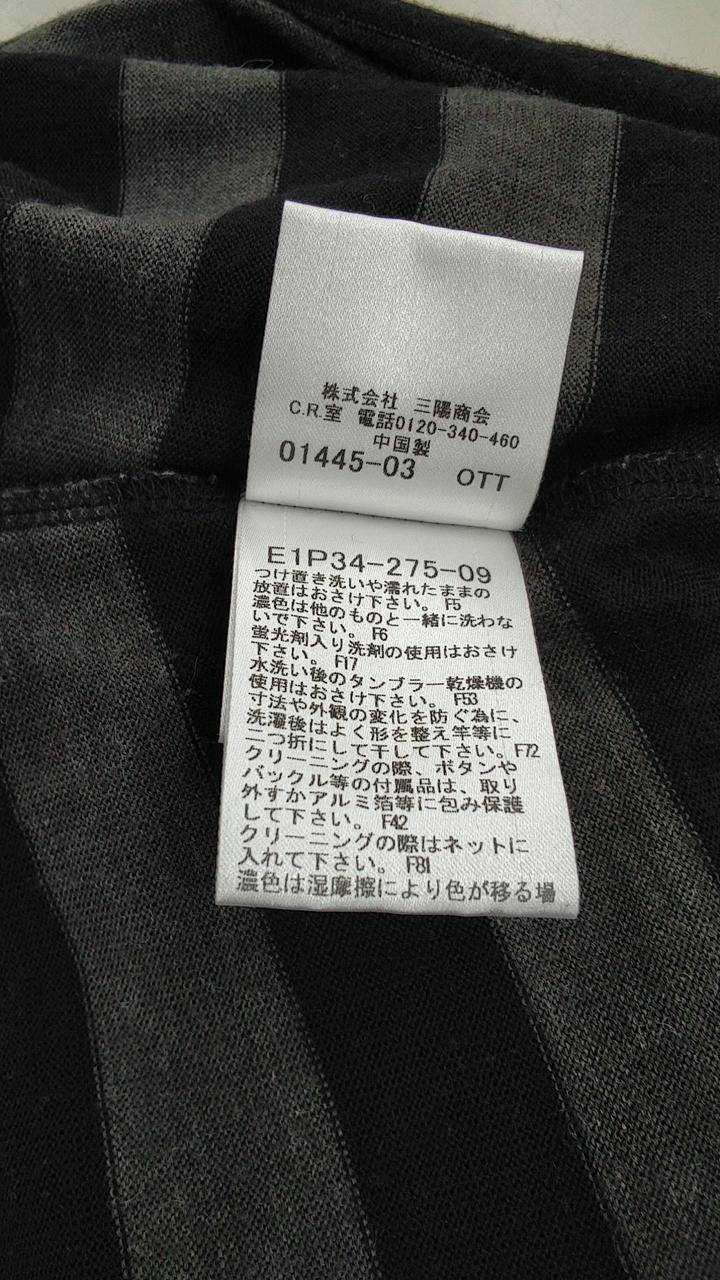 株式会社 三陽商会
C.R.室 電話0120-340-460
中国製
01445-03 OTT
E1P34-275-09
つけ置き洗いや濡れたままの
放置はおさけ下さい。 F5
濃色は他のものと一緒に洗わな
いで下さい。 F6
蛍光剤入り洗剤の使用はおさけ
下さい。 F17
水洗い後のタンブラー乾燥機の
使用はおさけ下さい。 F53
寸法や外観の変化を防ぐ為に、
洗濯後はよく形を整え竿等に
二つ折にして干して下さい。F72
クリーニングの際、ボタンや
バックル等の付属品は、取り
外すかアルミ箔等に包み保護
して下さい。 F42
クリーニングの際はネットに
入れて下さい。 F81
濃色は湿摩擦により色が移る場